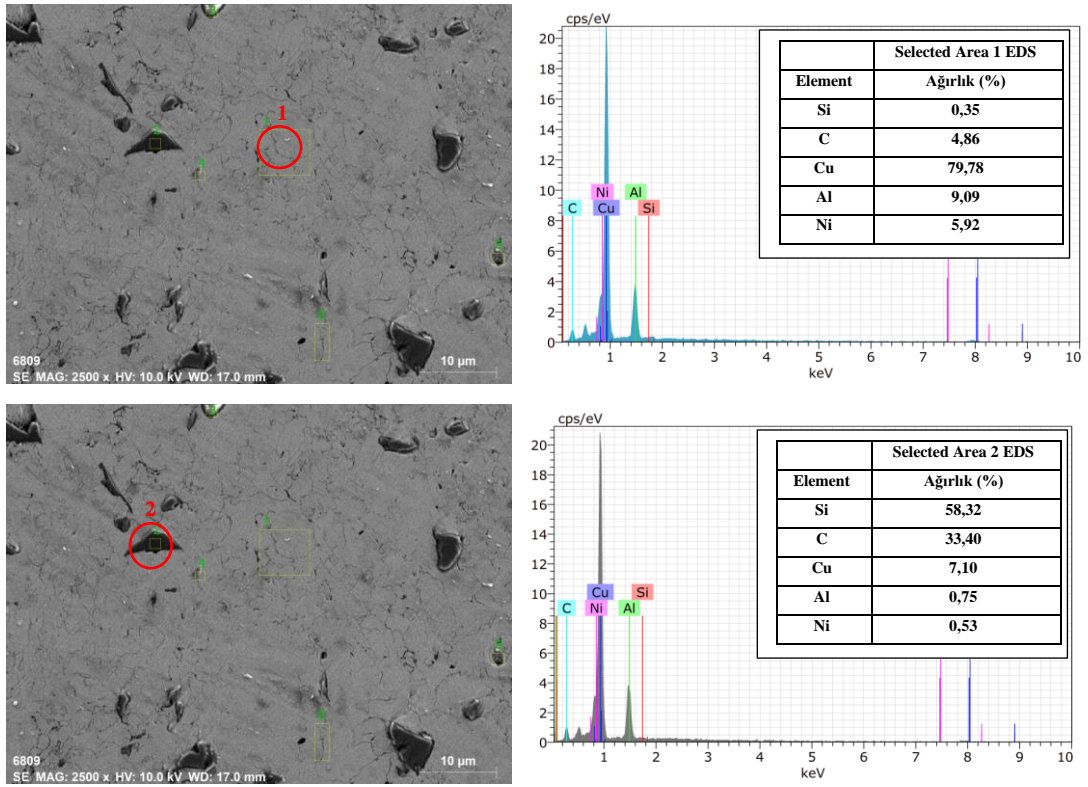 1
6809
SE MAG: 2500 x HV: 10.0 kV WD: 17.0 mm
10 µm
cps/eV
20
18
16
14
12
10
8
6
4
2
0
C
Ni
Cu
Al
Si
1 2 3 4 5 6 7 8 9 10
keV
Selected Area 1 EDS
Element Ağırlık (%)
Si 0,35
C 4,86
Cu 79,78
Al 9,09
Ni 5,92
2
6809
SE MAG: 2500 x HV: 10.0 kV WD: 17.0 mm
10 µm
cps/eV
20
18
16
14
12
10
8
6
4
2
0
C
Cu
Ni
Al
Si
1 2 3 4 5 6 7 8 9 10
keV
Selected Area 2 EDS
Element Ağırlık (%)
Si 58,32
C 33,40
Cu 7,10
Al 0,75
Ni 0,53